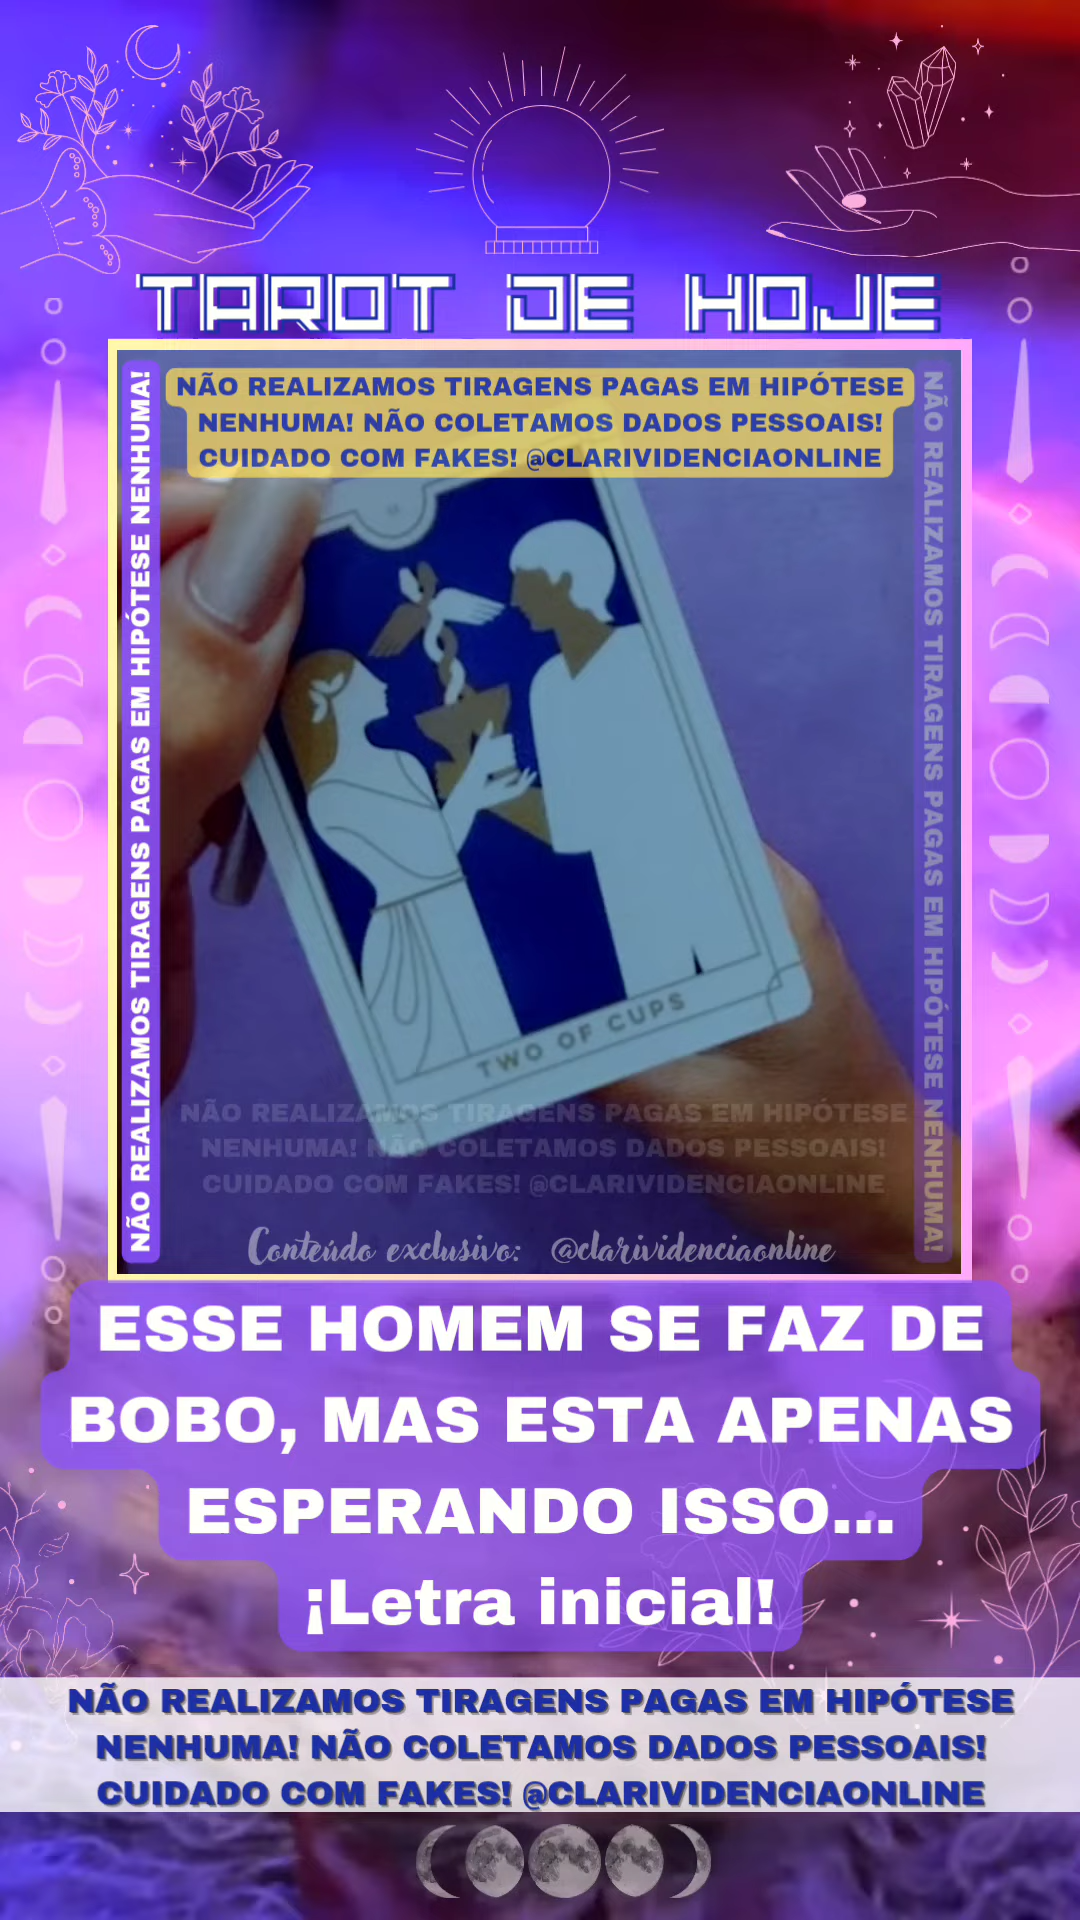 TAROT DE HOJE
NÃO REALIZAMOS TIRAGENS PAGAS EM HIPÓTESE
NENHUMA! NÃO COLETAMOS DADOS PESSOAIS!
CUIDADO COM FAKES! @CLARIVIDENCIAONLINE
NÃO REALIZAMOS TIRAGENS PAGAS EM HIPÓTESE NENHUMA!
NÃO REALIZAMOS TIRAGENS PAGAS EM HIPÓTESE NENHUMA!
II
TWO OF CUPS
NÃO REALIZAMOS TIRAGENS PAGAS EM HIPÓTESE
NENHUMA! NÃO COLETAMOS DADOS PESSOAIS!
CUIDADO COM FAKES! @CLARIVIDENCIAONLINE
Conteúdo exclusivo: @clarividenciaonline
ESSE HOMEM SE FAZ DE
BOBO, MAS ESTA APENAS
ESPERANDO ISSO...
¡Letra inicial!
NÃO REALIZAMOS TIRAGENS PAGAS EM HIPÓTESE
NENHUMA! NÃO COLETAMOS DADOS PESSOAIS!
CUIDADO COM FAKES! @CLARIVIDENCIAONLINE